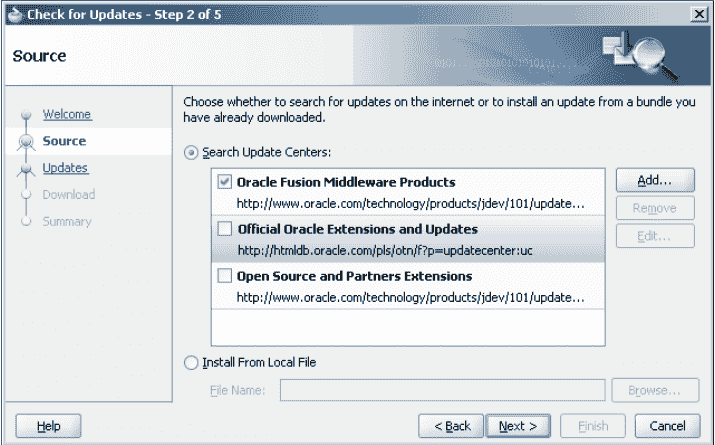 Check for Updates - Step 2 of 5
Source
Welcome
Source
Updates
Download
Summary
Choose whether to search for updates on the internet or to install an update from a bundle you
have already downloaded.
Search Update Centers:
Oracle Fusion Middleware Products
http://www.oracle.com/technology/products/jdev/101/update...
Official Oracle Extensions and Updates
http://htmldb.oracle.com/pls/otn/f?p=updatecenter:uc
Open Source and Partners Extensions
http://www.oracle.com/technology/products/jdev/101/update...
Add...
Remove
Edit...
Install From Local File
File Name:
Browse...
Help
< Back
Next >
Finish
Cancel